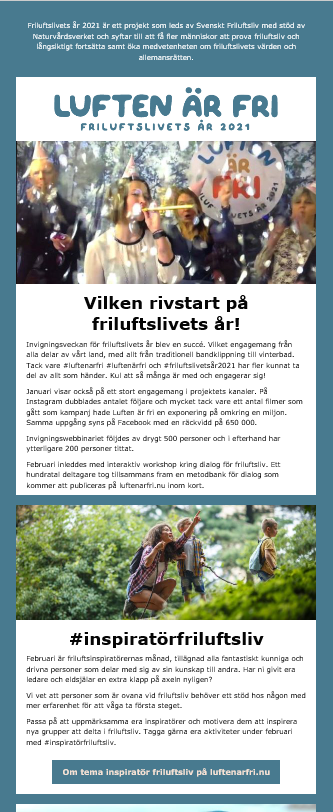 Friluftslivets år 2021 är ett projekt som leds av Svenskt Friluftsliv med stöd av
Naturvårdsverket och syftar till att få fler människor att prova friluftsliv och
långsiktigt fortsätta samt öka medvetenheten om friluftslivets värden och
allemansrätten.
LUFTEN ÄR FRI
FRILUFTSLIVETS ÅR 2021
LUFTEN
ÄR
FRI
LUFTLIVETS ÅR 2021
Vilken rivstart på
friluftslivets år!
Invigningsveckan för friluftslivets år blev en succé. Vilket engagemang från
alla delar av vårt land, med allt från traditionell bandklippning till vinterbad.
Tack vare #luftenarfri #luftenärfri och #friluftslivsår2021 har fler kunnat ta
del av allt som händer. Kul att så många är med och engagerar sig!
Januari visar också på ett stort engagemang i projektets kanaler. På
Instagram dubblades antalet följare och mycket tack vare ett antal filmer som
gått som kampanj hade Luften är fri en exponering på omkring en miljon.
Samma uppgång syns på Facebook med en räckvidd på 650 000.
Invigningswebbinariet följdes av drygt 500 personer och i efterhand har
ytterligare 200 personer tittat.
Februari inleddes med interaktiv workshop kring dialog för friluftsliv. Ett
hundratal deltagare tog tillsammans fram en metodbank för dialog som
kommer att publiceras på luftenarfri.nu inom kort.
#inspiratörfriluftsliv
Februari är friluftsinspiratörernas månad, tillägnad alla fantastiskt kunniga och
drivna personer som delar med sig av sin kunskap till andra. Har ni givit era
ledare och eldsjälar en extra klapp på axeln nyligen?
Vi vet att personer som är ovana vid friluftsliv behöver ett stöd hos någon med
mer erfarenhet för att våga ta första steget.
Passa på att uppmärksamma era inspiratörer och motivera dem att inspirera
nya grupper att delta i friluftsliv. Tagga gärna era aktiviteter under februari
med #inspiratörfriluftsliv.
Om tema inspiratör friluftsliv på luftenarfri.nu